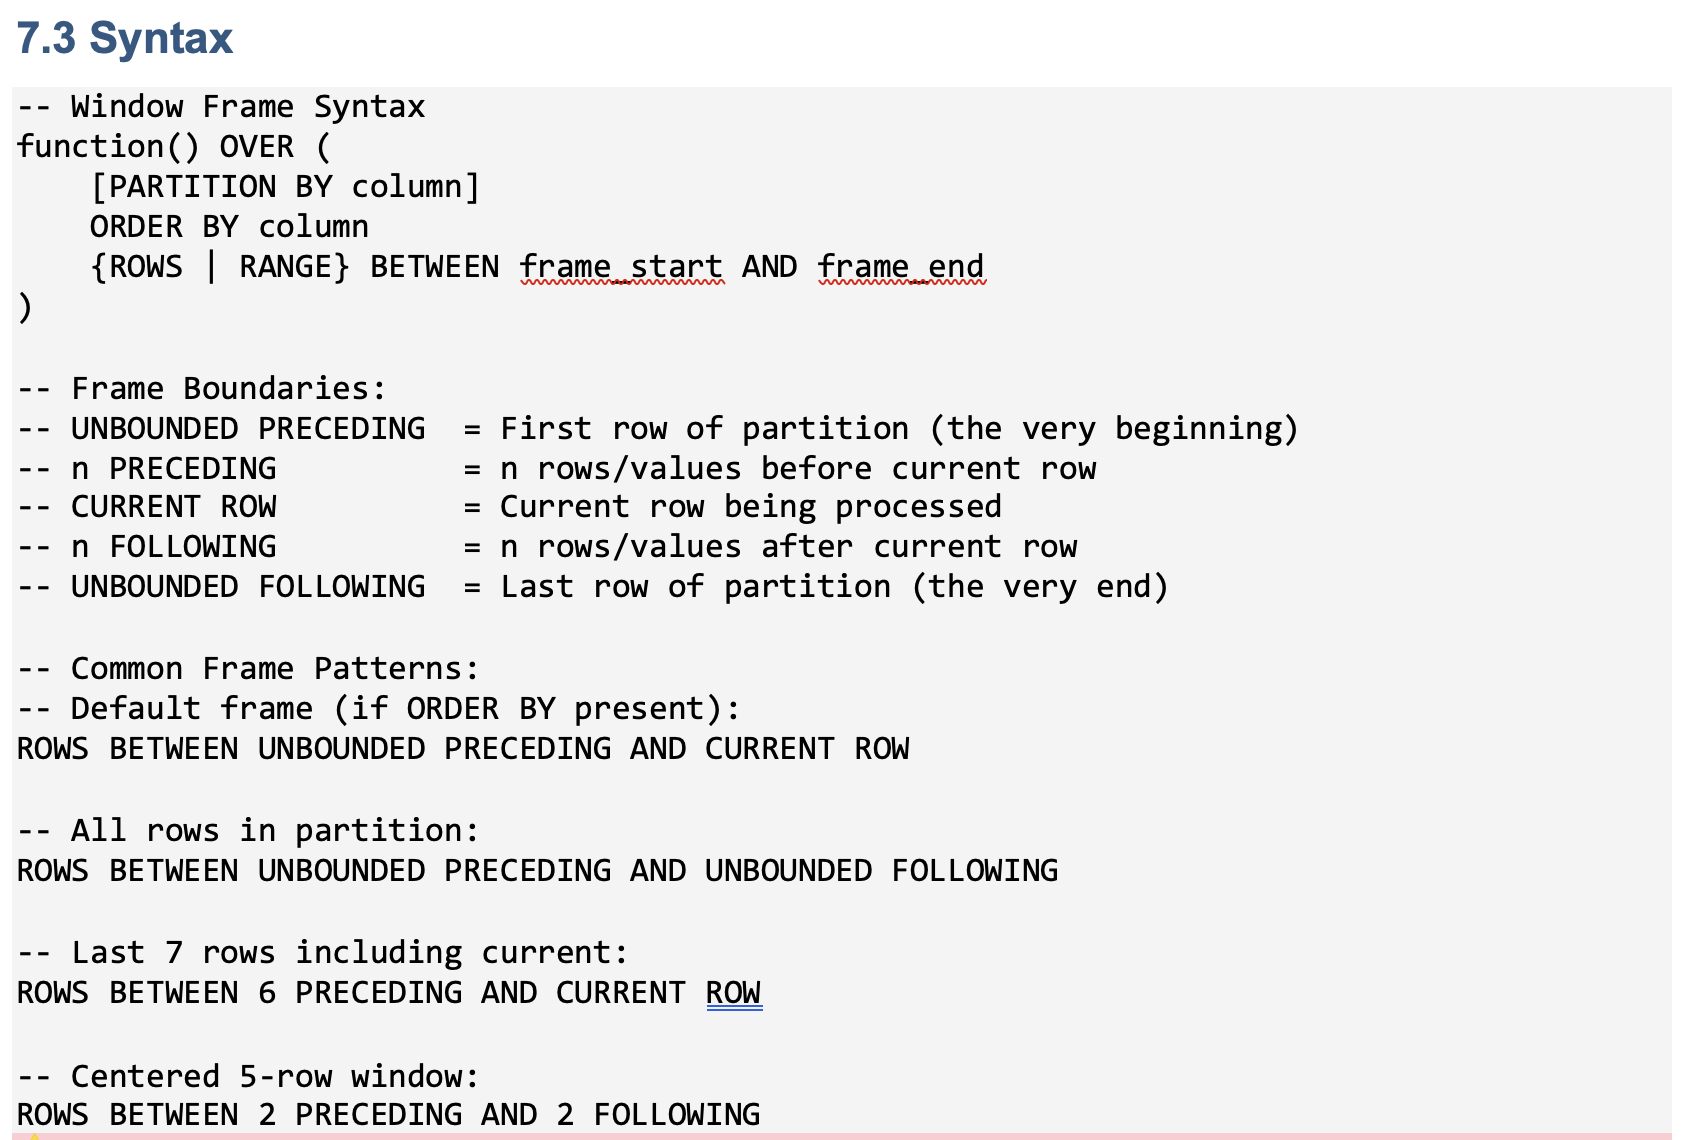 7.3 Syntax
-- Window Frame Syntax
function() OVER (
    [PARTITION BY column]
    ORDER BY column
    {ROWS | RANGE} BETWEEN frame_start AND frame_end
)
-- Frame Boundaries:
-- UNBOUNDED PRECEDING  = First row of partition (the very beginning)
-- n PRECEDING          = n rows/values before current row
-- CURRENT ROW          = Current row being processed
-- n FOLLOWING          = n rows/values after current row
-- UNBOUNDED FOLLOWING  = Last row of partition (the very end)
-- Common Frame Patterns:
-- Default frame (if ORDER BY present):
ROWS BETWEEN UNBOUNDED PRECEDING AND CURRENT ROW
-- All rows in partition:
ROWS BETWEEN UNBOUNDED PRECEDING AND UNBOUNDED FOLLOWING
-- Last 7 rows including current:
ROWS BETWEEN 6 PRECEDING AND CURRENT ROW
-- Centered 5-row window:
ROWS BETWEEN 2 PRECEDING AND 2 FOLLOWING